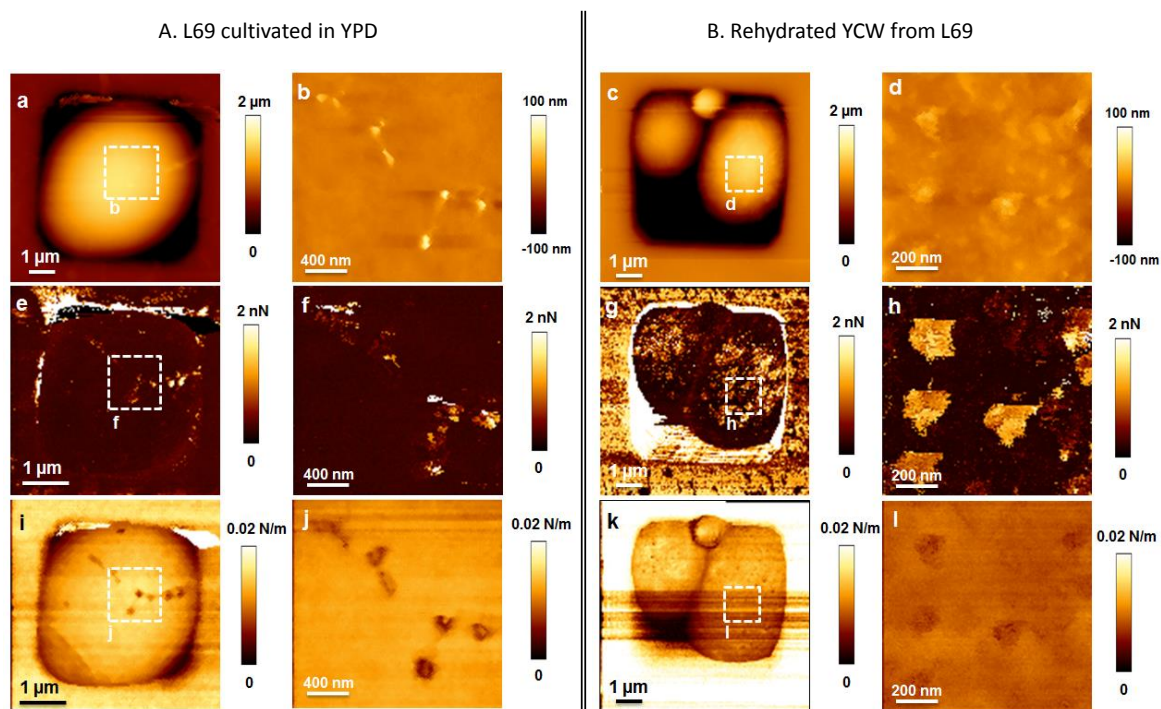 A. L69 cultivated in YPD
B. Rehydrated YCW from L69
a
b
1 µm
2 µm
0
b
400 nm
100 nm
-100 nm
c
d
1 µm
2 µm
0
d
200 nm
100 nm
-100 nm
e
f
1 µm
2 nN
0
f
400 nm
2 nN
0
g
h
1 µm
2 nN
0
h
200 nm
2 nN
0
i
j
1 µm
0.02 N/m
0
j
400 nm
0.02 N/m
0
k
l
1 µm
0.02 N/m
0
l
200 nm
0.02 N/m
0